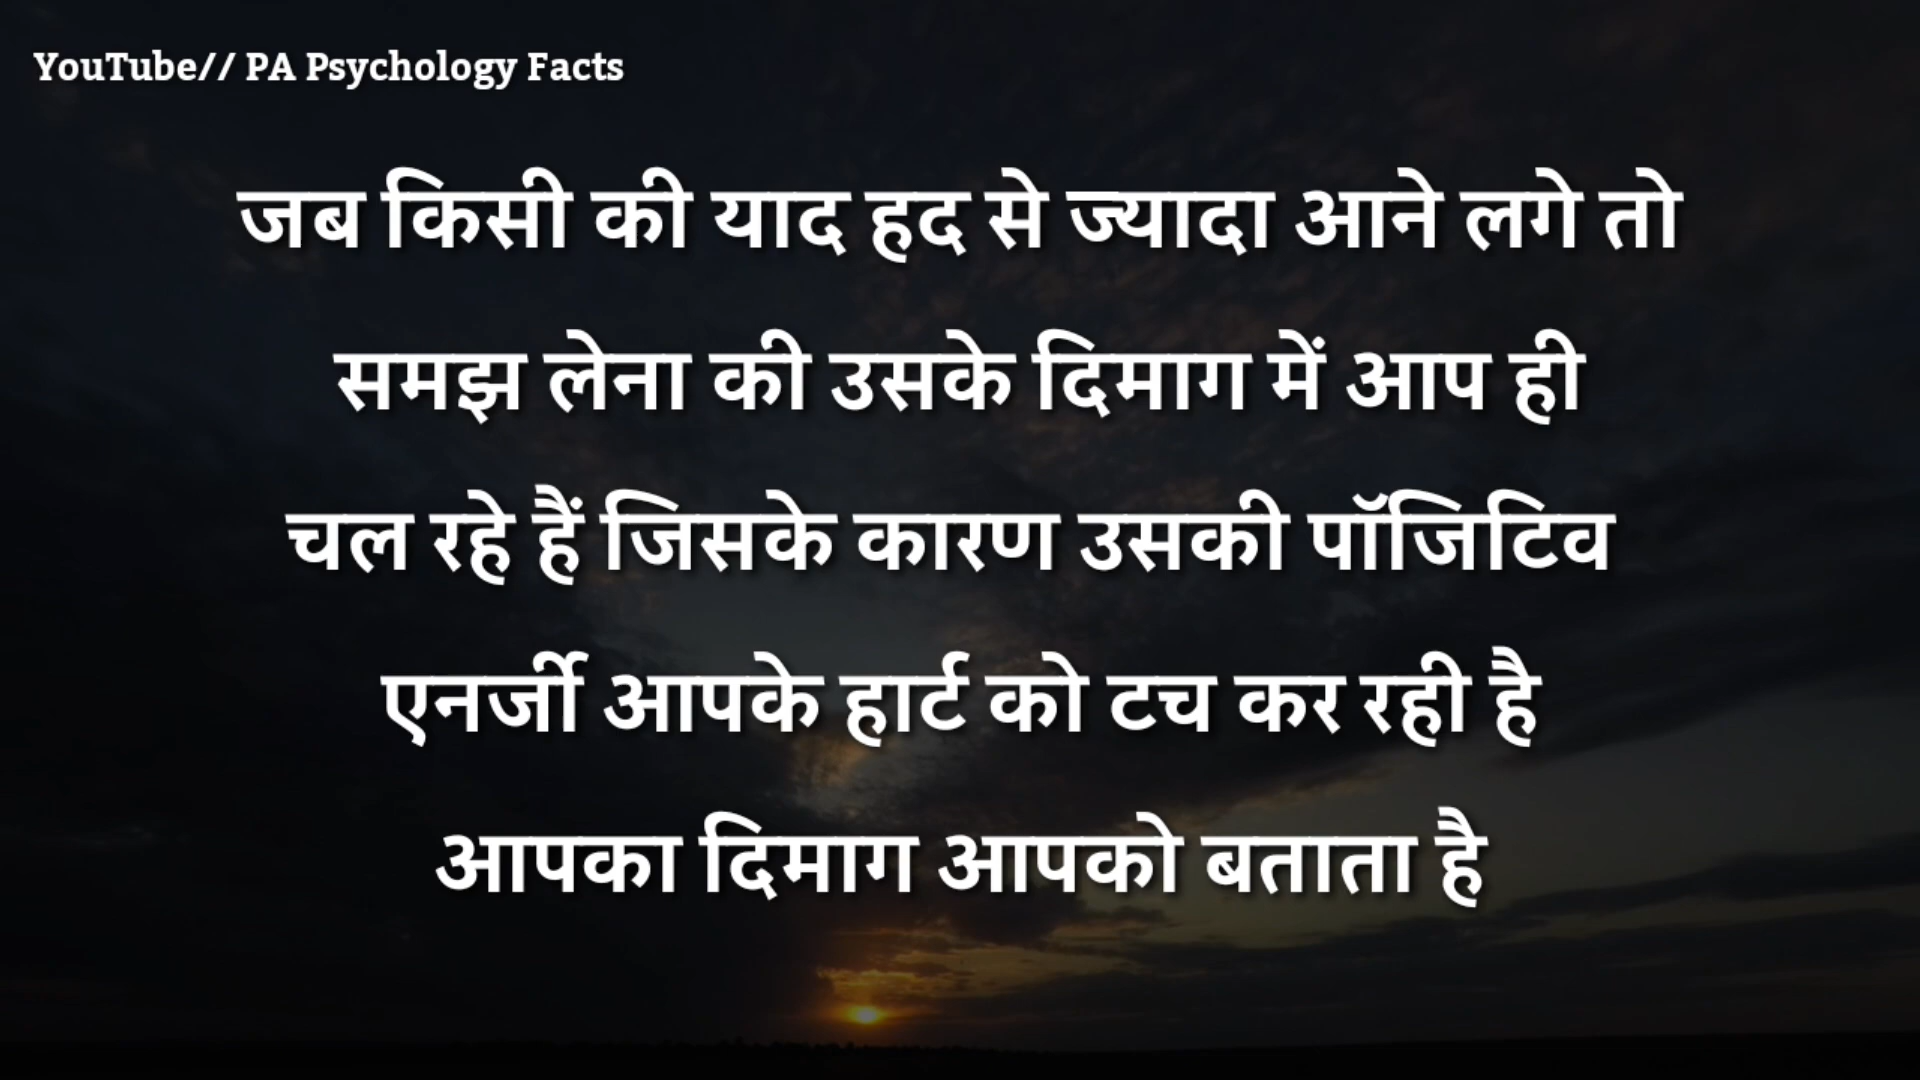 YouTube// PA Psychology Facts
जब किसी की याद हद से ज्यादा आने लगे तो
समझ लेना की उसके दिमाग में आप ही
चल रहे हैं जिसके कारण उसकी पॉजिटिव
एनर्जी आपके हार्ट को टच कर रही है
आपका दिमाग आपको बताता है